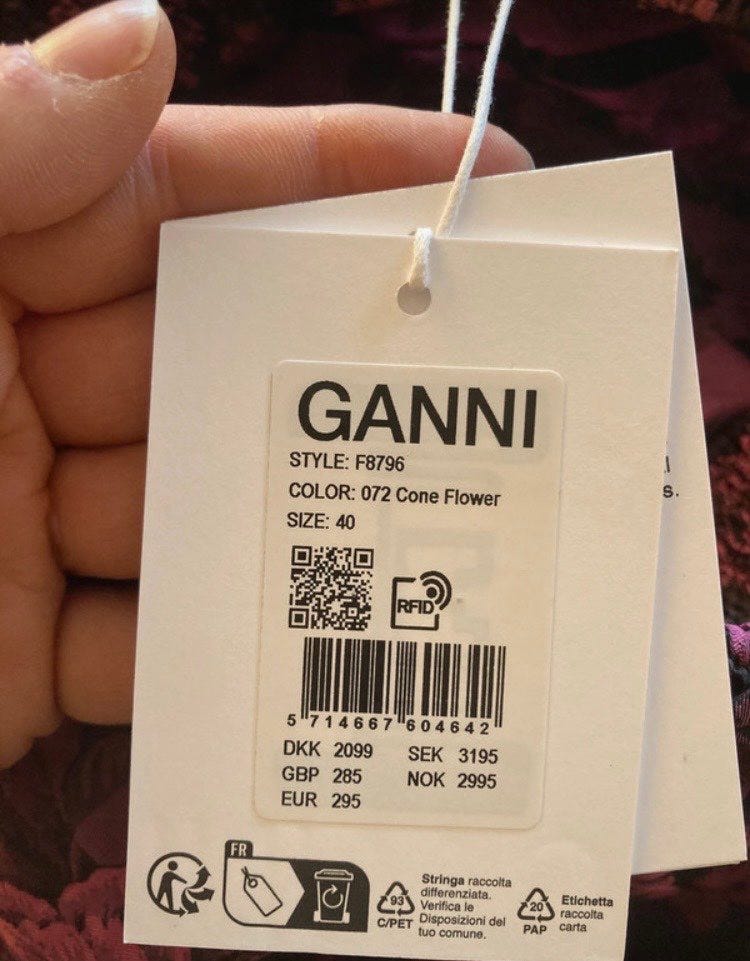 GANNI
STYLE: F8796
COLOR: 072 Cone Flower
SIZE: 40
RFID
5 714667 604642
DKK 2099 SEK 3195
GBP 285 NOK 2995
EUR 295
FR
93
C/PET
Stringa raccolta
differenziata.
Verifica le
Disposizioni del
tuo comune.
20
PAP
Etichetta
raccolta
carta
s.